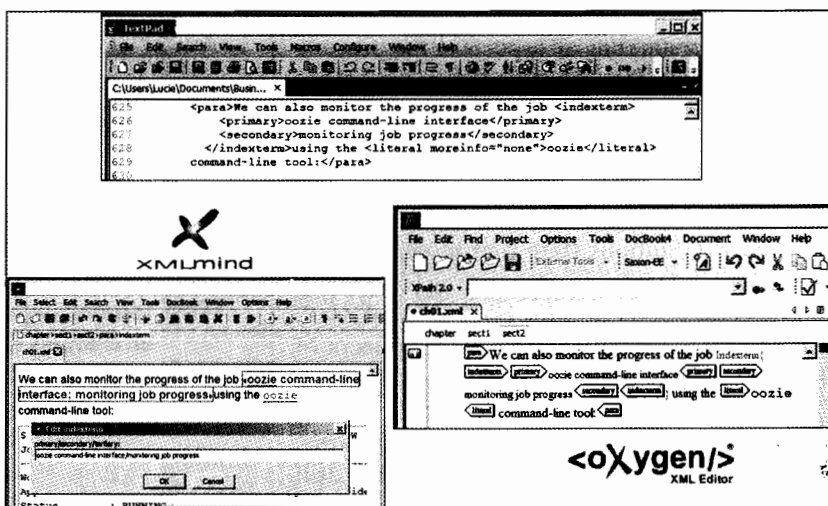 TextPad
File Edit Search View Tools Macros Configure Window Help
C:\Users\Lucie\Documents\Busin... ×
625 <para>We can also monitor the progress of the job <indexterm>
626 <primary>oozie command-line interface</primary>
627 <secondary>monitoring job progress</secondary>
628 </indexterm>using the <literal moreinfo="none">oozie</literal>
629 command-line tool:</para>
630
XMLmind
File Select Edit Search View Tools DocBook Window Options Help
chapter sect1 sect2 para indexterm
ch01.xml
We can also monitor the progress of the job oozie command-line
interface: monitoring job progress using the oozie
command-line tool:
Edit indexterm
primary/secondary/tertiary:
oozie command-line interface/monitoring job progress
OK Cancel
Status : RUNNING
File Edit Find Project Options Tools DocBook4 Document Window Help
External Tools Saxon-EE
XPath 2.0
ch01.xml ×
chapter sect1 sect2
para We can also monitor the progress of the job Indexterm(
indexterm primary oozie command-line interface primary secondary
monitoring job progress secondary indexterm ) using the literal oozie
literal command-line tool: para
<oXygen/>®
XML Editor